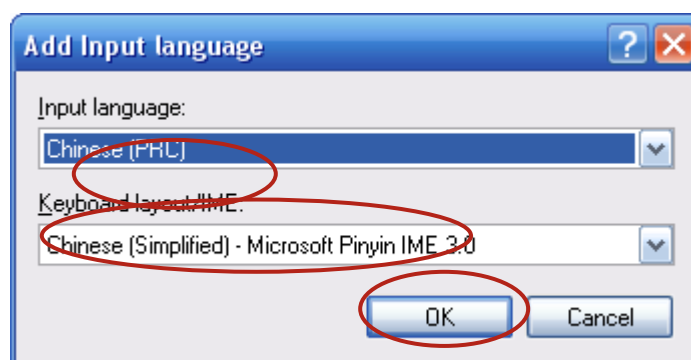 Add Input language
Input language:
Chinese (PRC)
Keyboard layout/IME:
Chinese (Simplified) - Microsoft Pinyin IME 3.0
OK Cancel